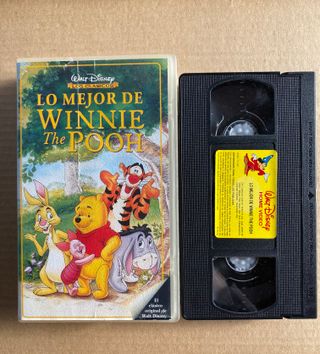 WALT DISNEY
LOS CLASICOS
LO MEJOR DE
WINNIE
The POOH
El
clásico
original de
Walt Disney
WALT DISNEY
HOME VIDEO
LO MEJOR DE WINNIE THE POOH